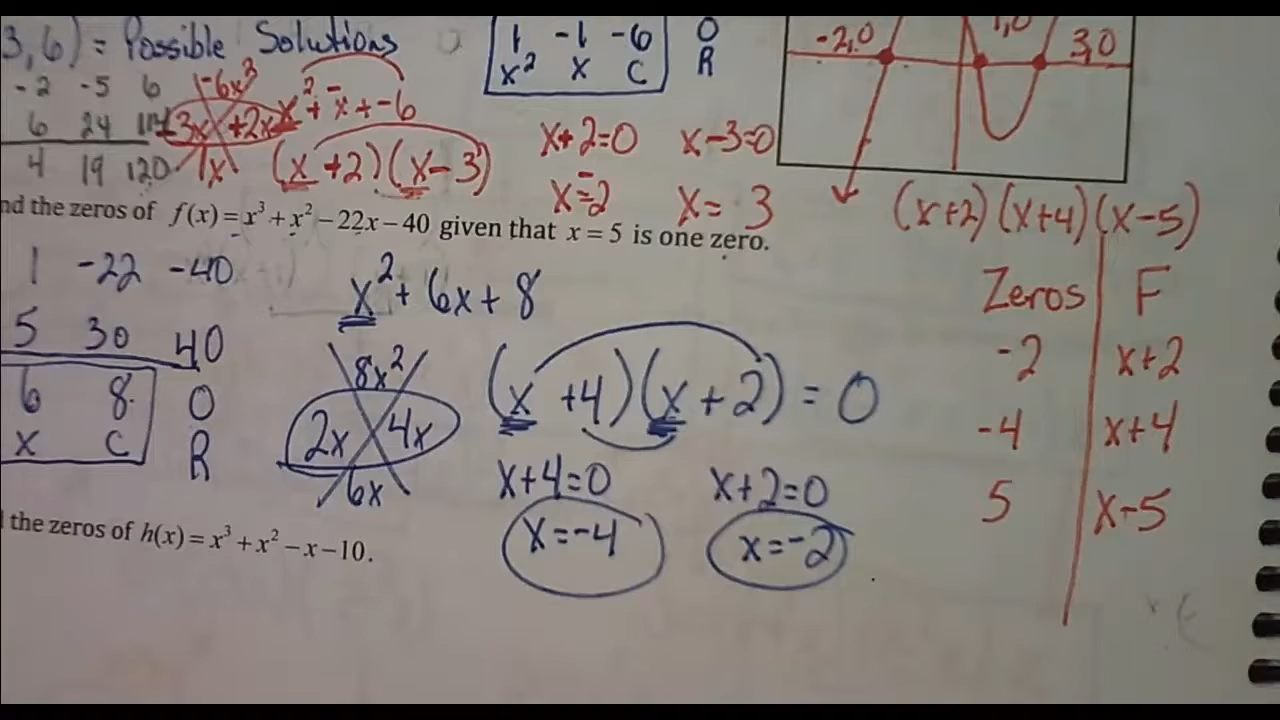 3,6) = Possible Solutions
-2 -5 6
6 24
4 19 120
-6x³
3x +2x
1x
x² + -x + -6
(x +2)(x - 3)
1 -1 -6 0
x² x C R
x+2=0 x-3=0
x=-2 x= 3
-2,0 1,0 3,0
nd the zeros of f(x) = x³ + x² – 22x – 40 given that x = 5 is one zero.
(x+2)(x+4)(x-5)
1 -22 -40
5 30 40
6 8 0
x C R
x² + 6x + 8
8x²
2x 4x
6x
(x +4)(x + 2) = 0
x+4=0 x+2=0
x=-4 x=-2
Zeros F
-2 x+2
-4 x+4
5 x-5
the zeros of h(x) = x³ + x² – x – 10.